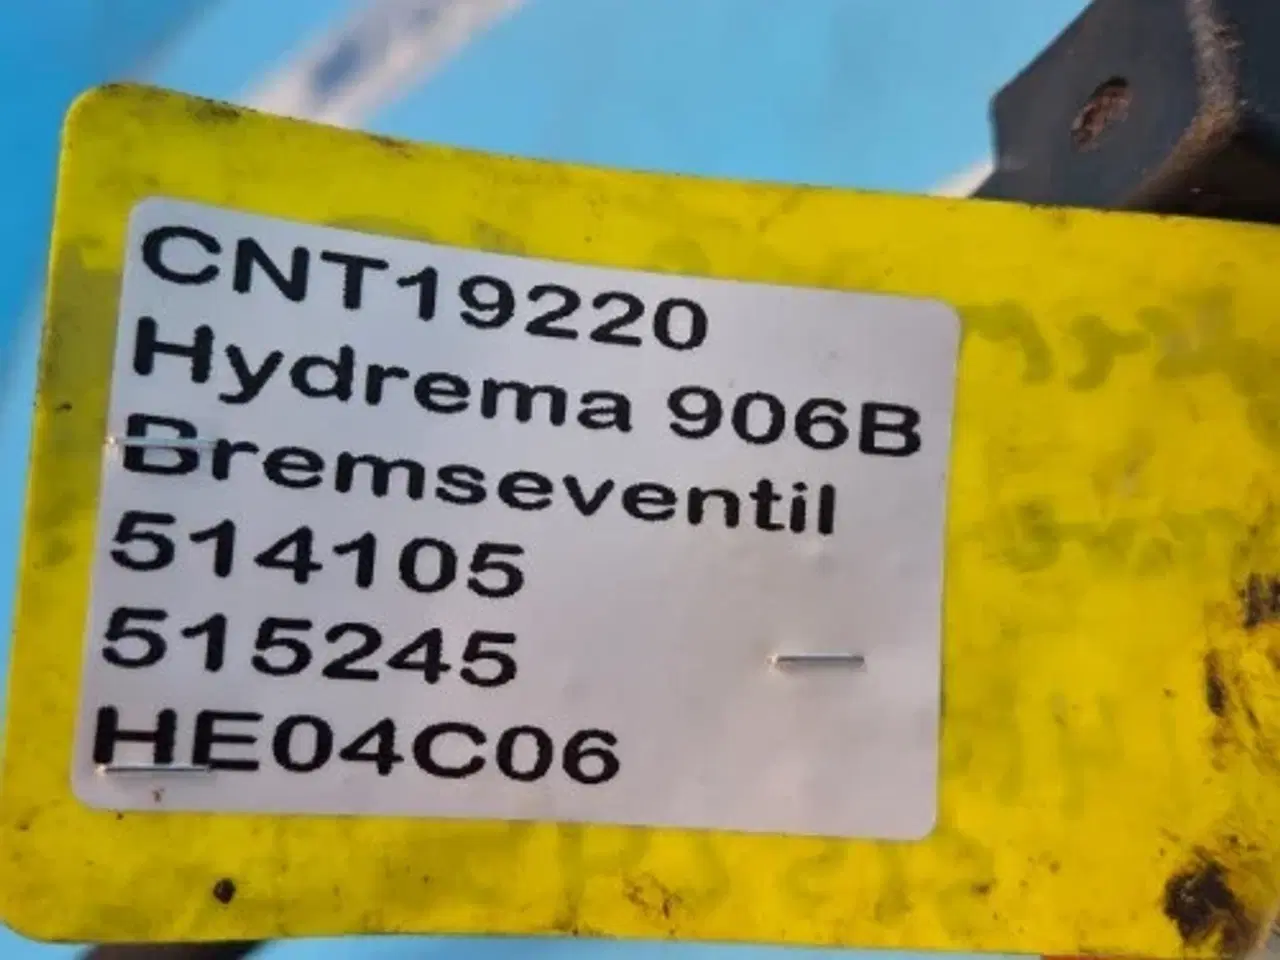 CNT19220
Hydrema 906B
Bremseventil
514105
515245
HE04C06